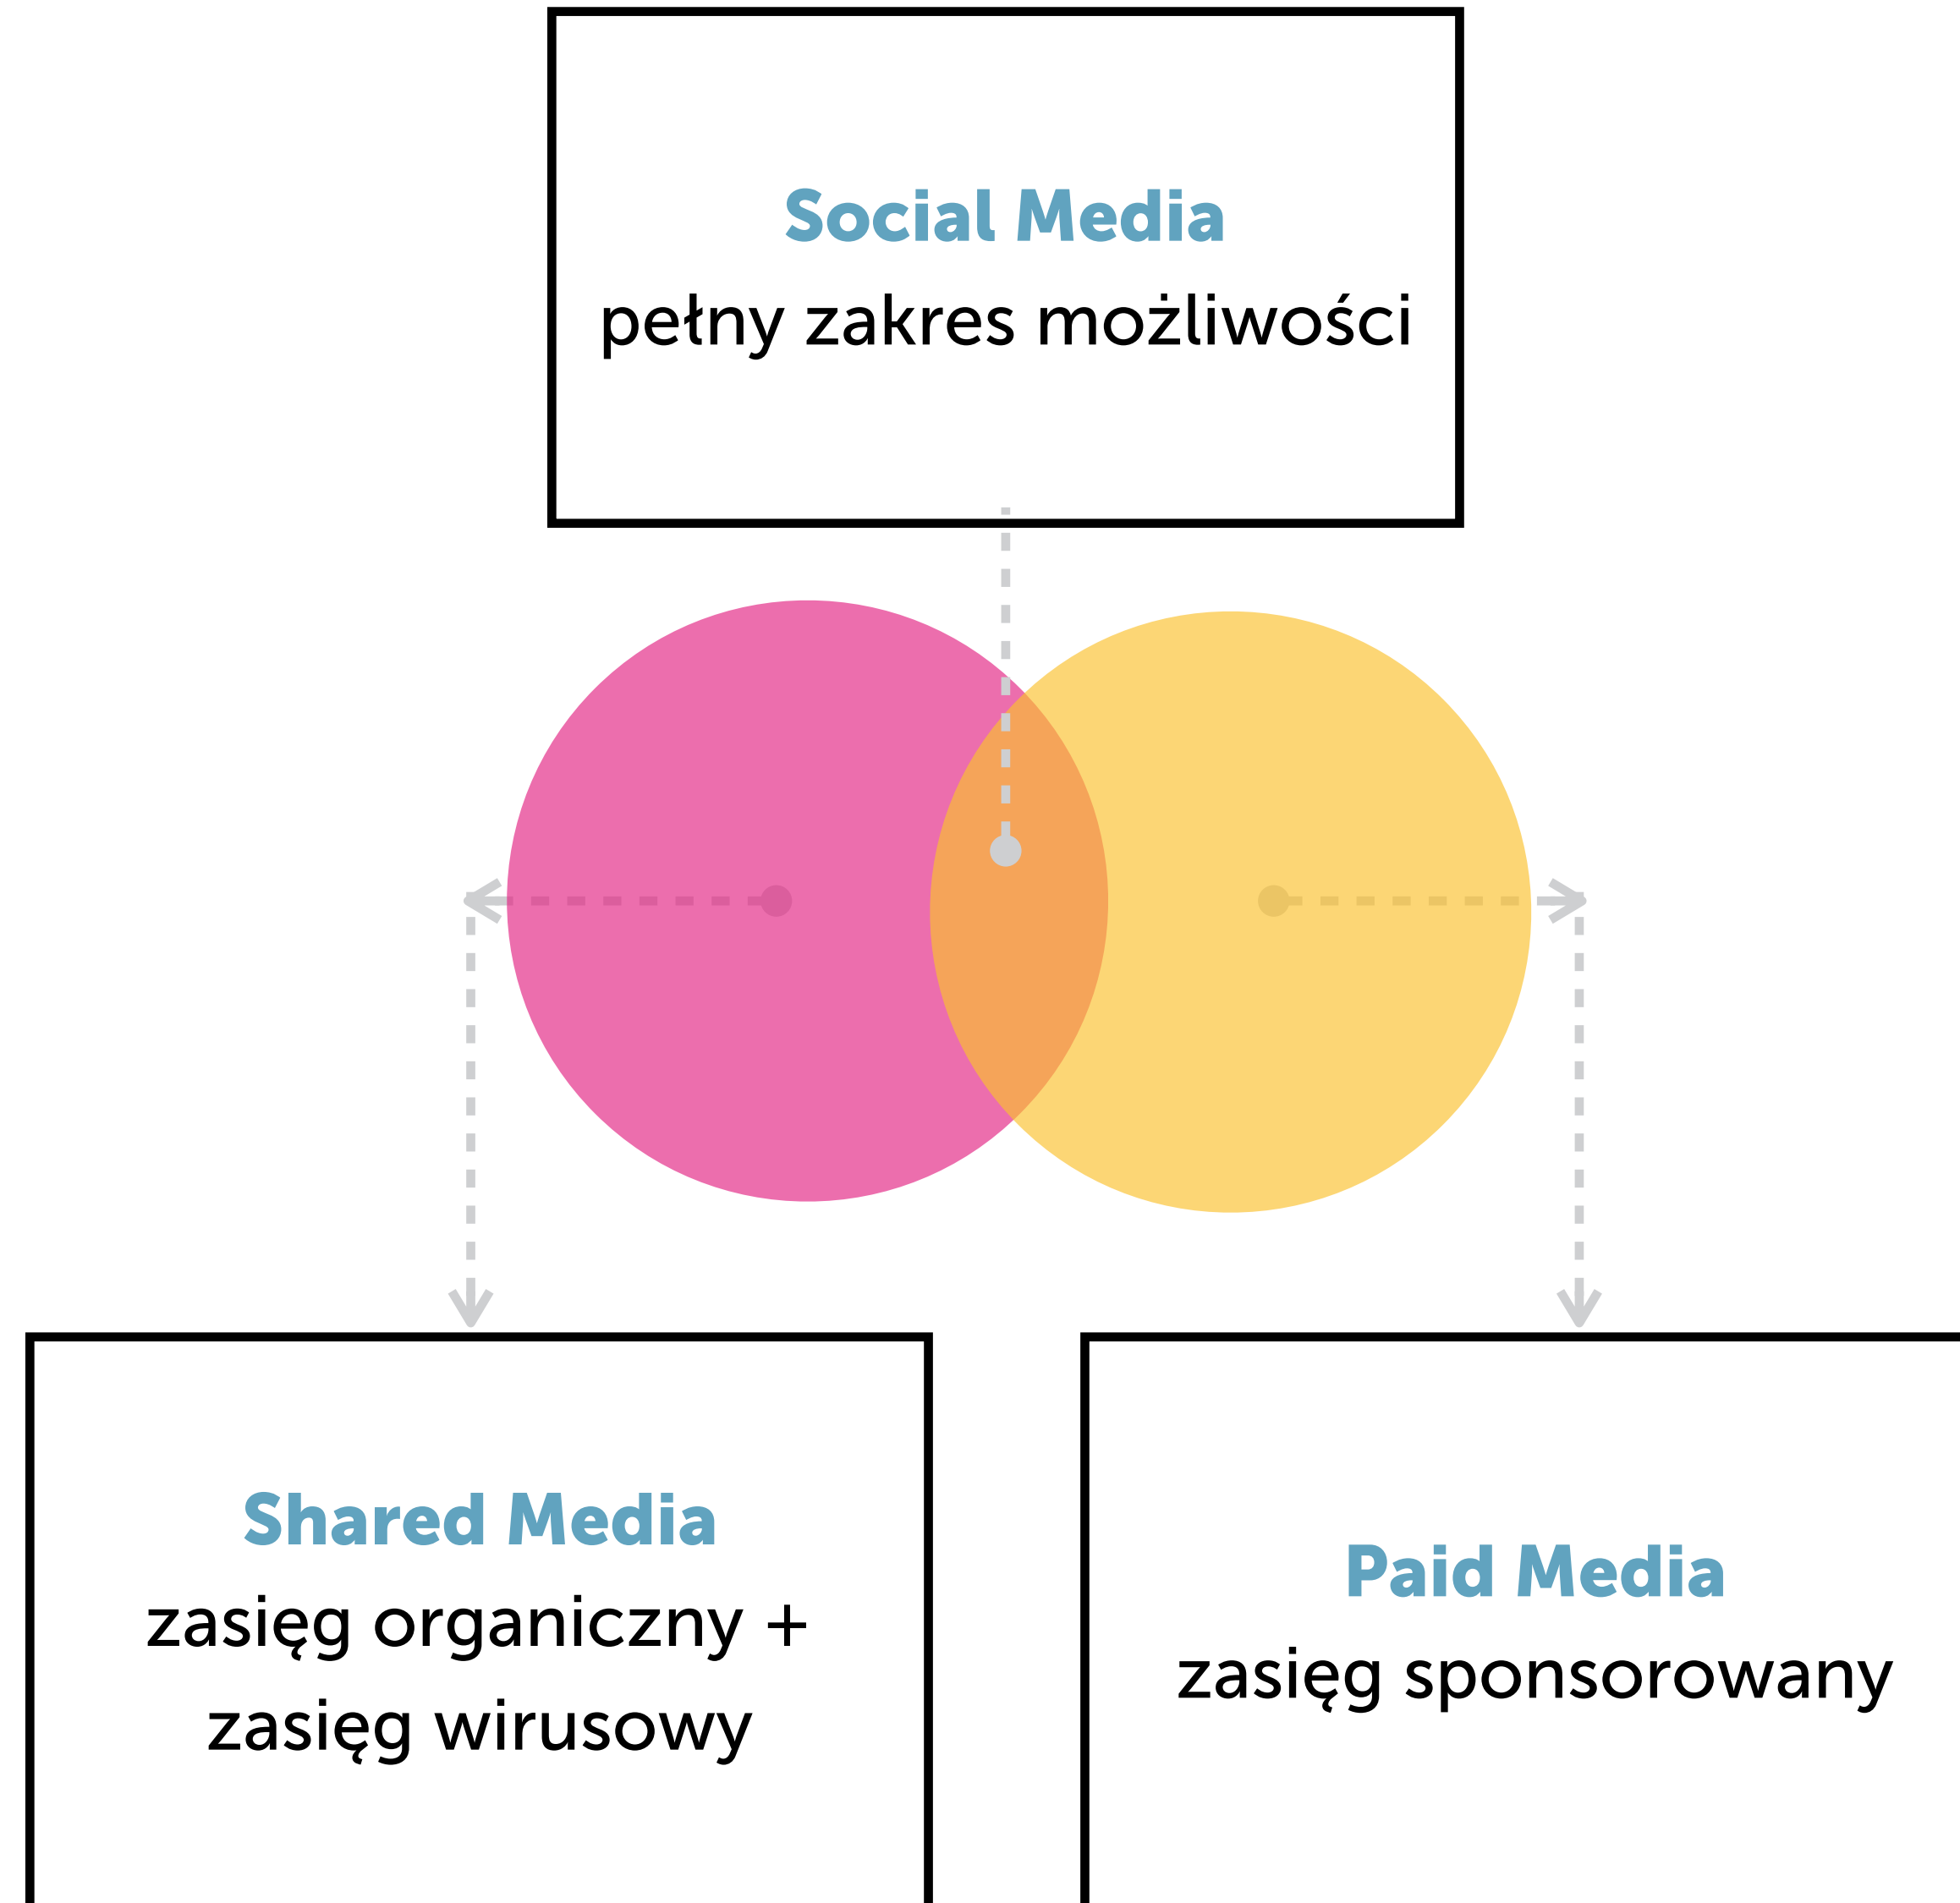 Social Media
pełny zakres możliwości
Shared Media
zasięg organiczny +
zasięg wirusowy
Paid Media
zasięg sponsorowany